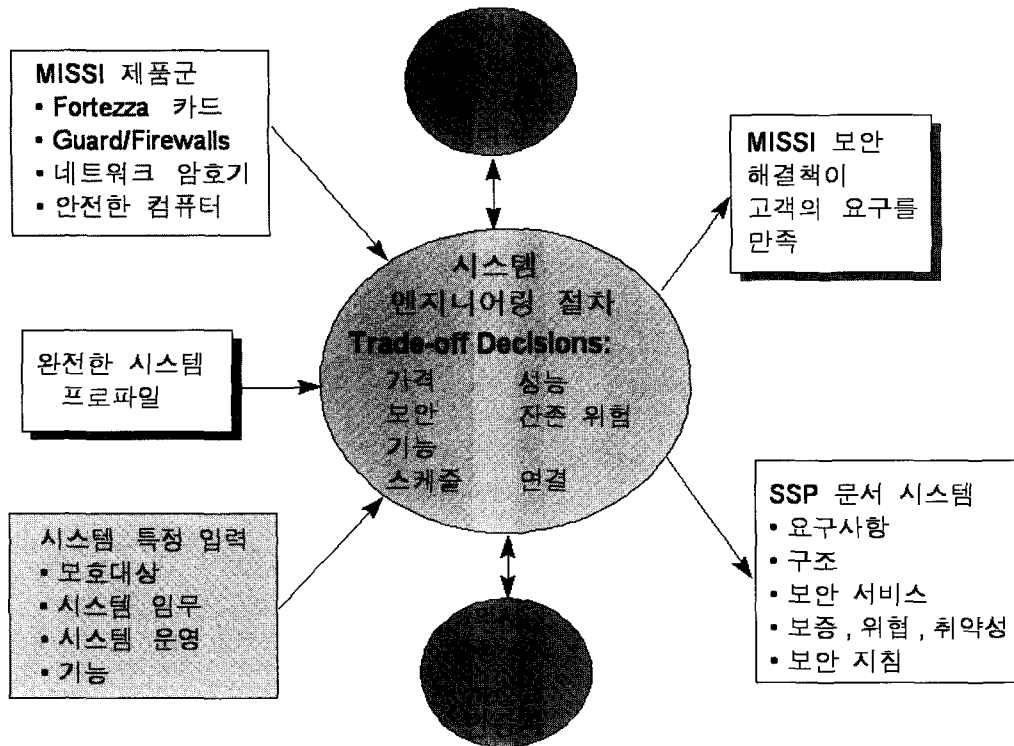 MISSI 제품군
▪ Fortezza 카드
▪ Guard/Firewalls
▪ 네트워크 암호기
▪ 안전한 컴퓨터
MISSI 보안
해결책이
고객의 요구를
만족
시스템
엔지니어링 절차
Trade-off Decisions:
가격 성능
보안 잔존 위험
기능
스케줄 연결
완전한 시스템
프로파일
시스템 특정 입력
▪ 보호대상
▪ 시스템 임무
▪ 시스템 운영
▪ 기능
SSP 문서 시스템
• 요구사항
• 구조
• 보안 서비스
• 보증 , 위협 , 취약성
• 보안 지침